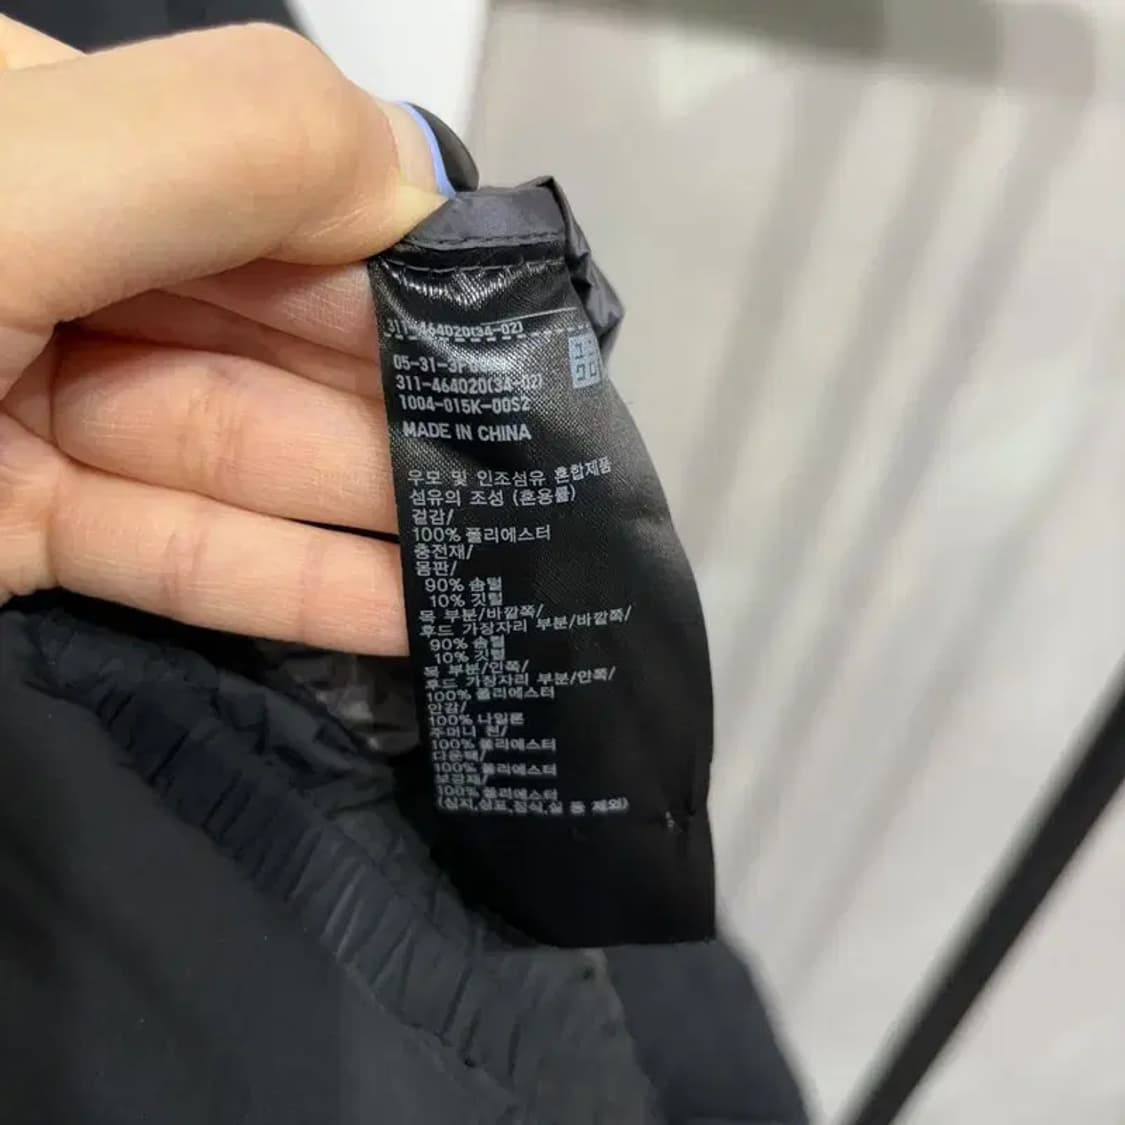 311-464020(34-02)
05-31-3
311-464020(34-02)
1004-015K-00S2
MADE IN CHINA
우모 및 인조섬유 혼합제품
섬유의 조성 (혼용률)
겉감/
100% 폴리에스터
충전재/
몸판/
90% 솜털
10% 깃털
목 부분/바깥쪽/
후드 가장자리 부분/바깥쪽/
90% 솜털
10% 깃털
목 부분/안쪽/
후드 가장자리 부분/안쪽/
100% 폴리에스터
안감/
100% 나일론
주머니 천/
100% 폴리에스터
다운백/
100% 폴리에스터
보강재/
100% 폴리에스터
(심지,상표,장식,실 등 제외)